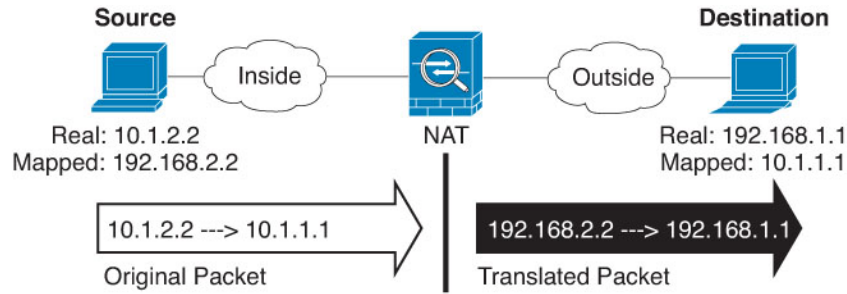 Source
Destination
Inside
Outside
Real: 10.1.2.2
Mapped: 192.168.2.2
NAT
Real: 192.168.1.1
Mapped: 10.1.1.1
10.1.2.2 ---> 10.1.1.1
192.168.2.2 ---> 192.168.1.1
Original Packet
Translated Packet